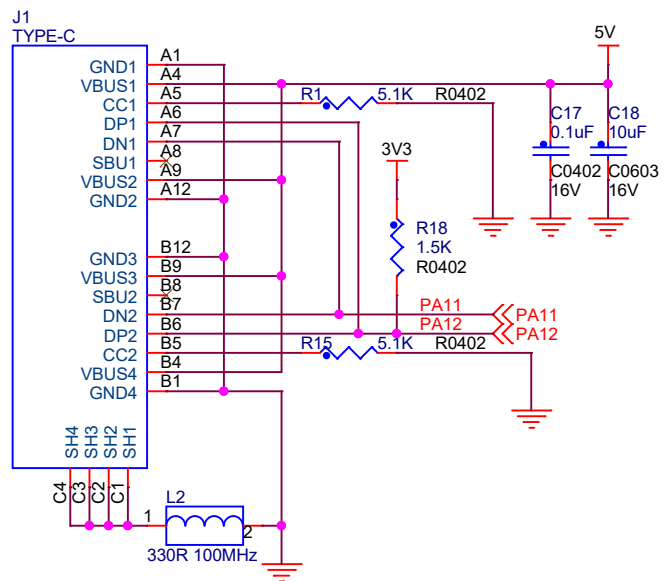 J1
TYPE-C
5V
GND1 A1
VBUS1 A4
CC1 A5 R1 5.1K R0402
DP1 A6
DN1 A7
SBU1 A8
VBUS2 A9
GND2 A12
C17
0.1uF
C0402
16V
C18
10uF
C0603
16V
3V3
R18
1.5K
R0402
GND3 B12
VBUS3 B9
SBU2 B8
DN2 B7 PA11 PA11
DP2 B6 PA12 PA12
CC2 B5 R15 5.1K R0402
VBUS4 B4
GND4 B1
SH4 SH3 SH2 SH1
C4 C3 C2 C1
L2
1 2
330R 100MHz